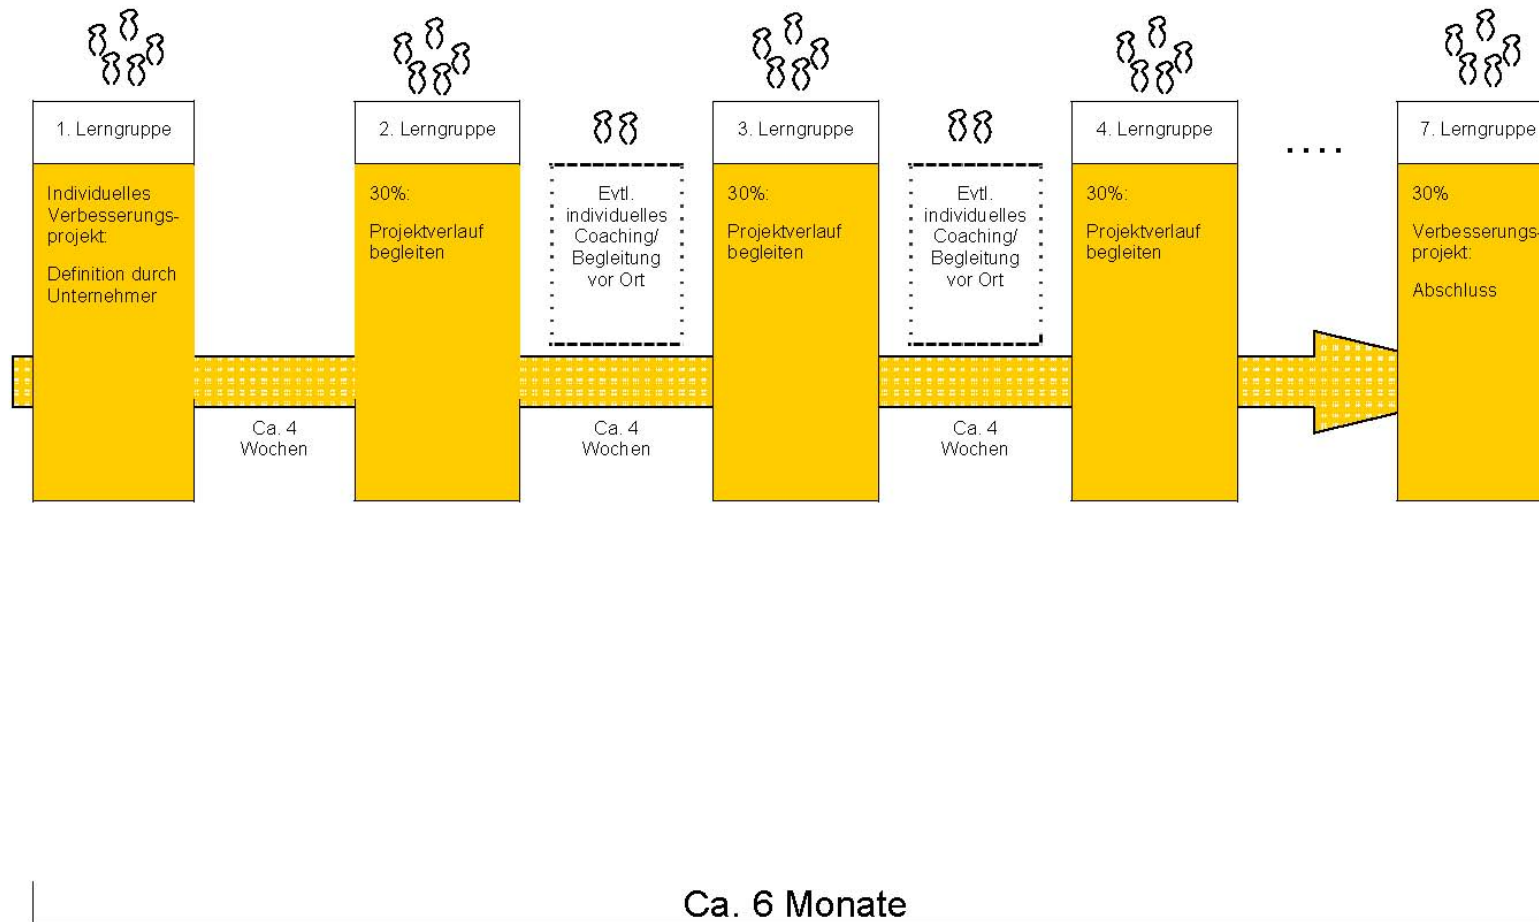 1. Lerngruppe
Individuelles
Verbesserungs-
projekt:
Definition durch
Unternehmer
Ca. 4
Wochen
2. Lerngruppe
30%:
Projektverlauf
begleiten
Evtl.
individuelles
Coaching/
Begleitung
vor Ort
Ca. 4
Wochen
3. Lerngruppe
30%:
Projektverlauf
begleiten
Evtl.
individuelles
Coaching/
Begleitung
vor Ort
Ca. 4
Wochen
4. Lerngruppe
30%:
Projektverlauf
begleiten
....
7. Lerngruppe
30%
Verbesserungs-
projekt:
Abschluss
Ca. 6 Monate